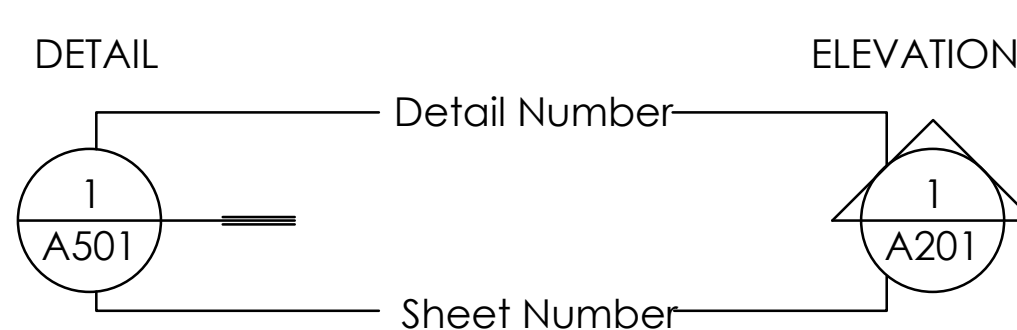 DETAIL
ELEVATION
Detail Number
1
A501
1
A201
Sheet Number